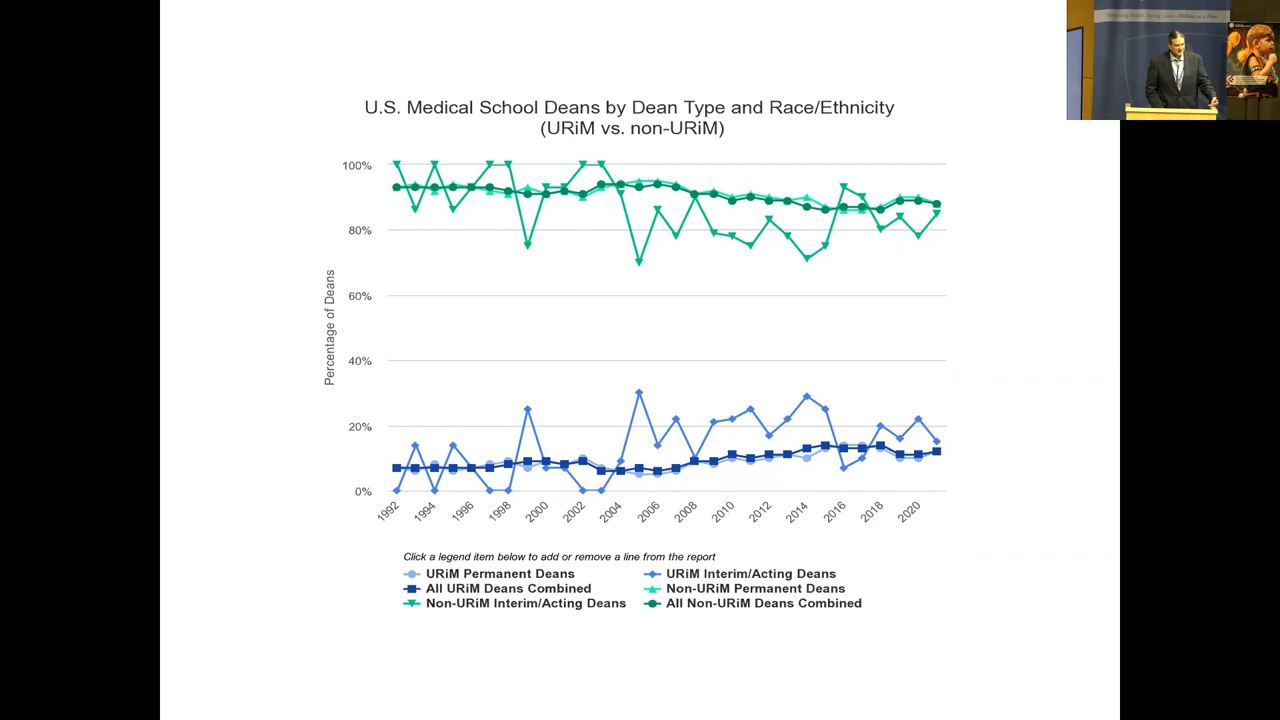 U.S. Medical School Deans by Dean Type and Race/Ethnicity
(URiM vs. non-URiM)
Percentage of Deans
100%
80%
60%
40%
20%
0%
1992
1994
1996
1998
2000
2002
2004
2006
2008
2010
2012
2014
2016
2018
2020
Click a legend item below to add or remove a line from the report
URiM Permanent Deans
URiM Interim/Acting Deans
All URiM Deans Combined
Non-URiM Permanent Deans
Non-URiM Interim/Acting Deans
All Non-URiM Deans Combined